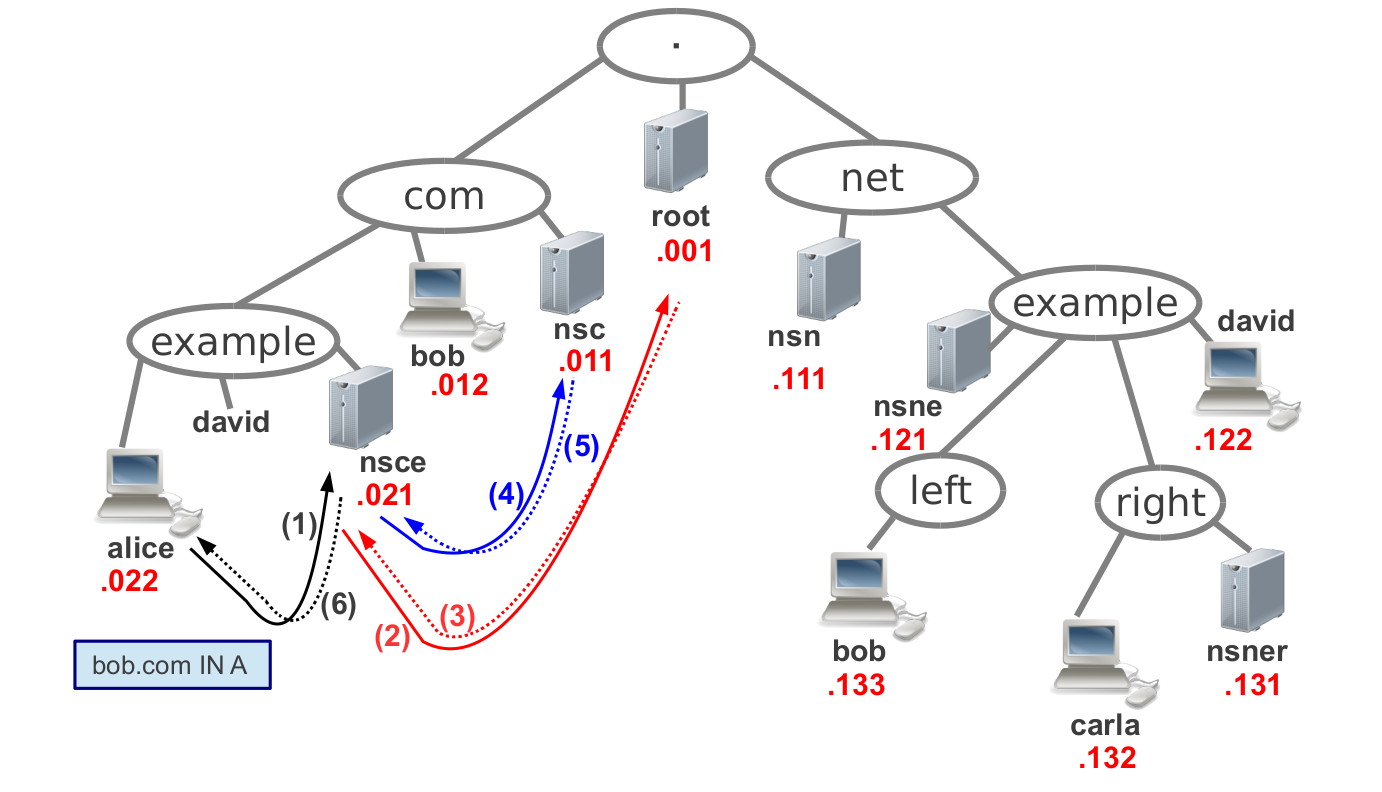 .
com
root
.001
net
example
bob
.012
nsc
.011
nsn
.111
example
david
.122
nsne
.121
david
nsce
.021
(1)
(4)
(5)
left
right
alice
.022
(6)
(2)
(3)
bob.com IN A
bob
.133
carla
.132
nsner
.131